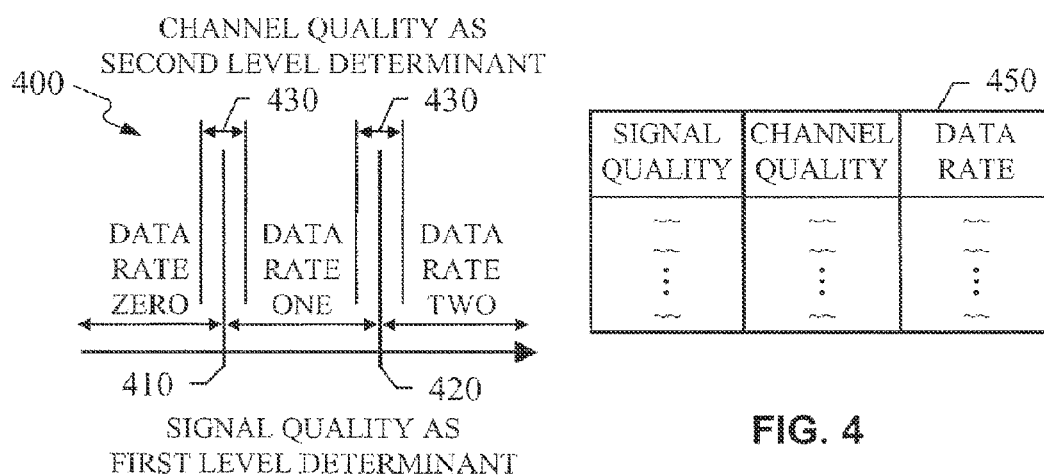 CHANNEL QUALITY AS
SECOND LEVEL DETERMINANT
400
430
430
DATA
RATE
ZERO
DATA
RATE
ONE
DATA
RATE
TWO
410
420
SIGNAL QUALITY AS
FIRST LEVEL DETERMINANT
450
SIGNAL
QUALITY
CHANNEL
QUALITY
DATA
RATE
FIG. 4